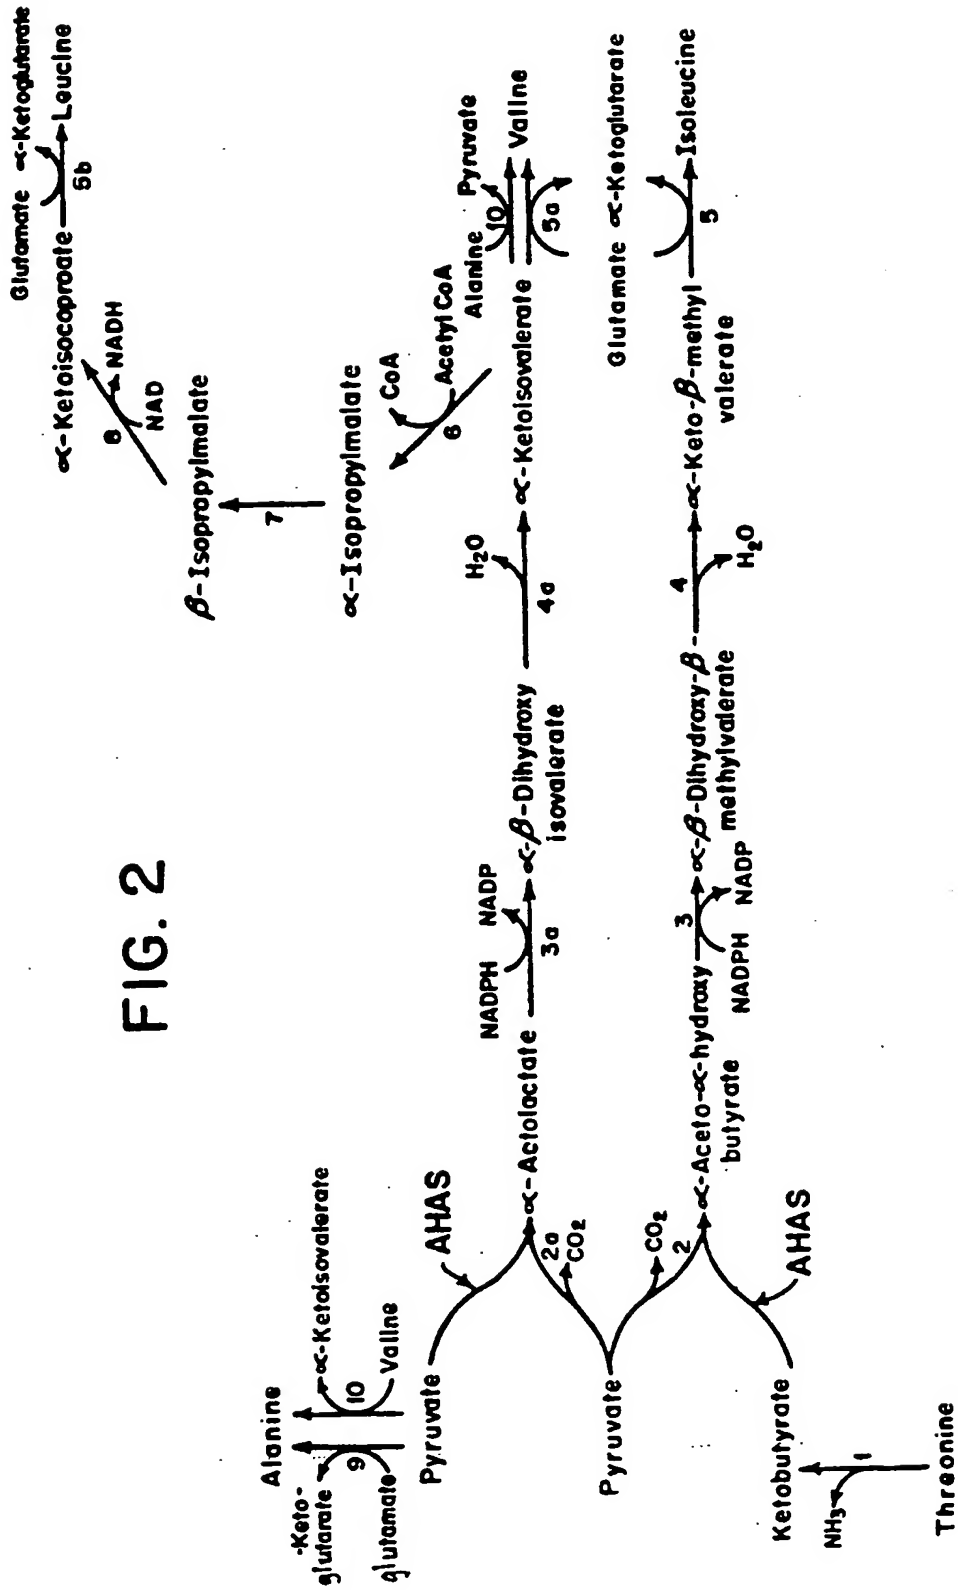 FIG. 2
Glutamate α-Ketoglutarate
α-Ketoisocoproate
5b
Leucine
8
NAD
NADH
β-Isopropylmalate
7
α-Isopropylmalate
CoA
6
Acetyl CoA
Alanine
10
Pyruvate
Alanine
-Keto-
glutarate
glutamate
9
10
α-Ketoisovalerate
Valine
Pyruvate
AHAS
2a
CO2
α-Actolactate
NADPH
NADP
3a
α-β-Dihydroxy
isovalerate
H2O
4a
α-Ketoisovalerate
5a
Valine
Glutamate α-Ketoglutarate
Pyruvate
CO2
2
AHAS
Ketobutyrate
NH3
1
Threonine
α-Aceto-α-hydroxy
butyrate
3
NADPH
NADP
α-β-Dihydroxy-β-
methylvalerate
4
H2O
α-Keto-β-methyl
valerate
5
Isoleucine